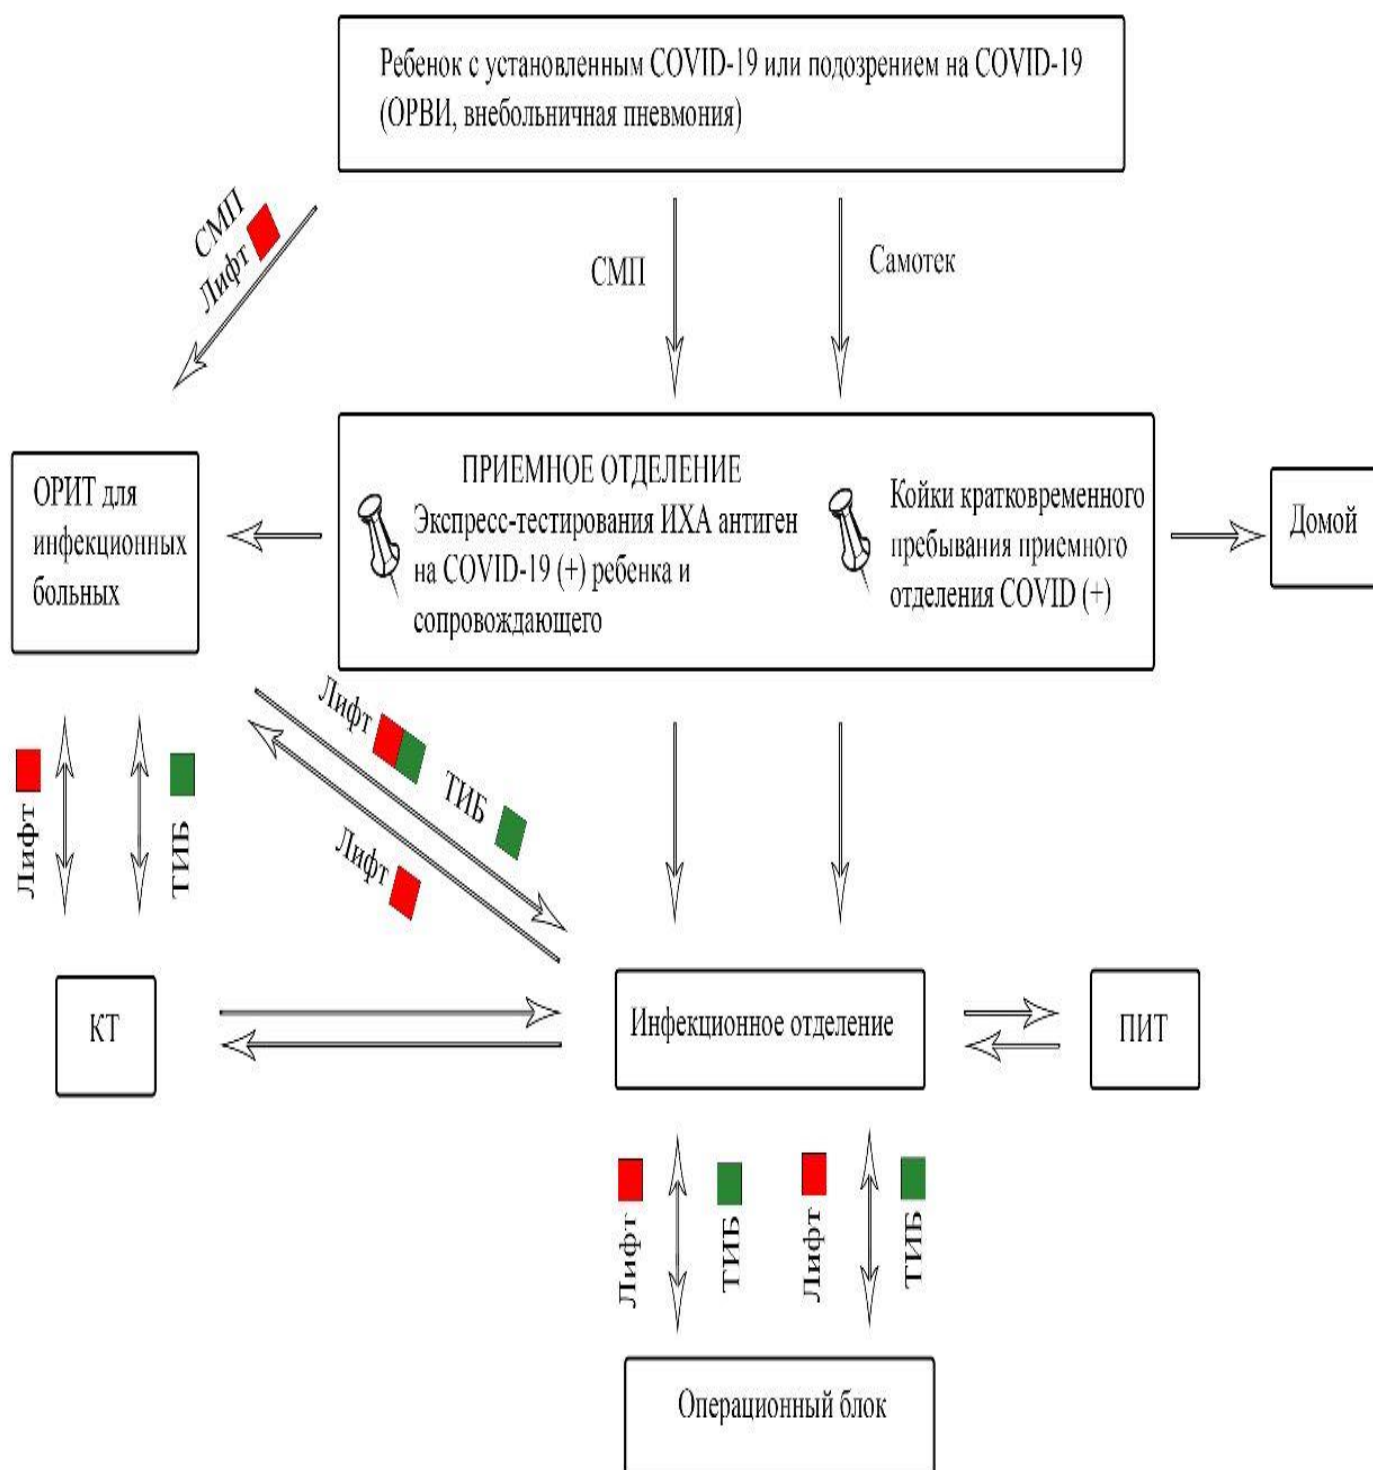 Ребенок с установленным COVID-19 или подозрением на COVID-19
(ОРВИ, внебольничная пневмония)
СМП
Лифт
СМП
Самотек
ОРИТ для
инфекционных
больных
ПРИЕМНОЕ ОТДЕЛЕНИЕ
Экспресс-тестирования ИХА антиген
на COVID-19 (+) ребенка и
сопровождающего
Койки кратковременного
пребывания приемного
отделения COVID (+)
Домой
Лифт
ТИБ
Лифт
ТИБ
Лифт
КТ
Инфекционное отделение
ПИТ
Лифт
ТИБ
Лифт
ТИБ
Операционный блок